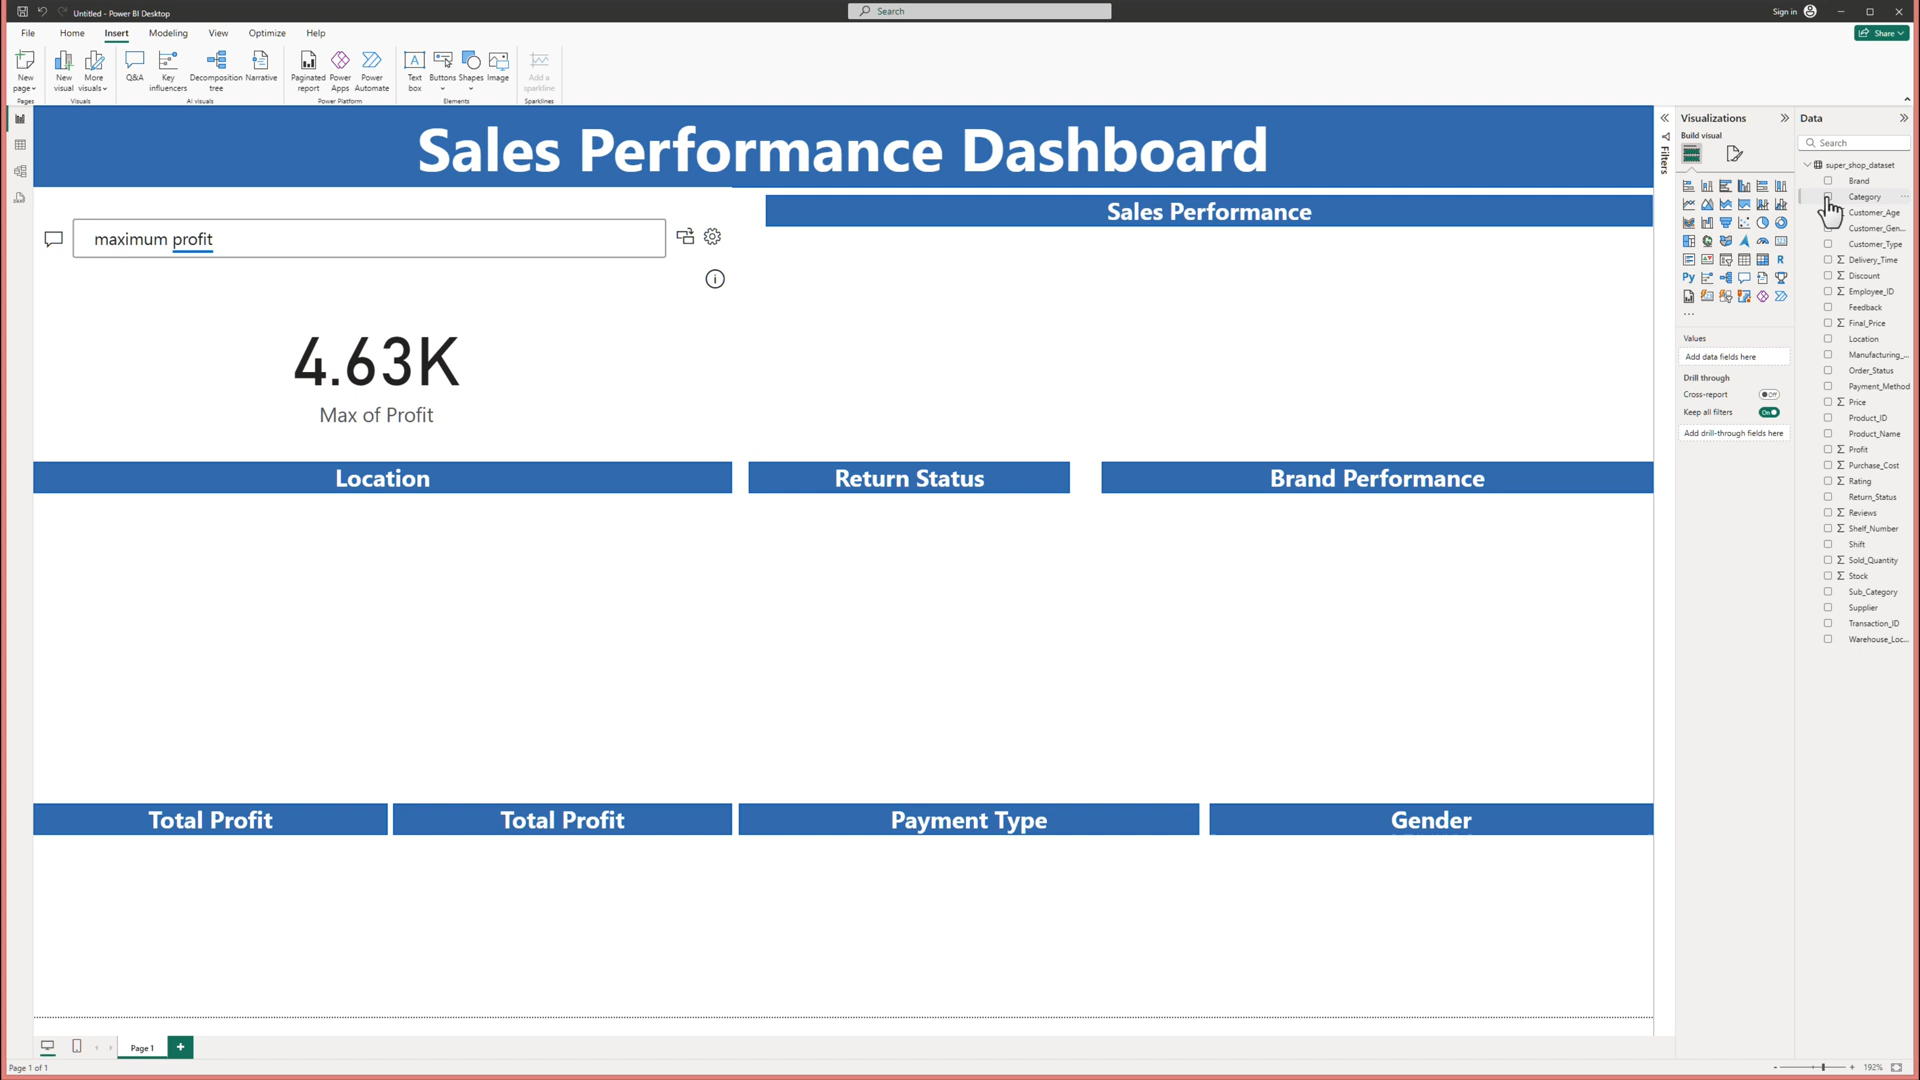 Untitled - Power BI Desktop
Search
Sign in
File
Home
Insert
Modeling
View
Optimize
Help
Share
New page
New visual
More visuals
Q&A
Key influencers
Decomposition tree
Narrative
Paginated report
Power Apps
Power Automate
Text box
Buttons
Shapes
Image
Add a sparkline
Pages
Visuals
AI visuals
Power Platform
Elements
Sparklines
Sales Performance Dashboard
Sales Performance
maximum profit
4.63K
Max of Profit
Location
Return Status
Brand Performance
Total Profit
Total Profit
Payment Type
Gender
Filters
Visualizations
Build visual
R
Py
Values
Add data fields here
Drill through
Cross-report
Off
Keep all filters
On
Add drill-through fields here
Data
Search
super_shop_dataset
Brand
Category
Customer_Age
Customer_Gen...
Customer_Type
Delivery_Time
Discount
Employee_ID
Feedback
Final_Price
Location
Manufacturing_...
Order_Status
Payment_Method
Price
Product_ID
Product_Name
Profit
Purchase_Cost
Rating
Return_Status
Reviews
Shelf_Number
Shift
Sold_Quantity
Stock
Sub_Category
Supplier
Transaction_ID
Warehouse_Loc...
Page 1
Page 1 of 1
192%